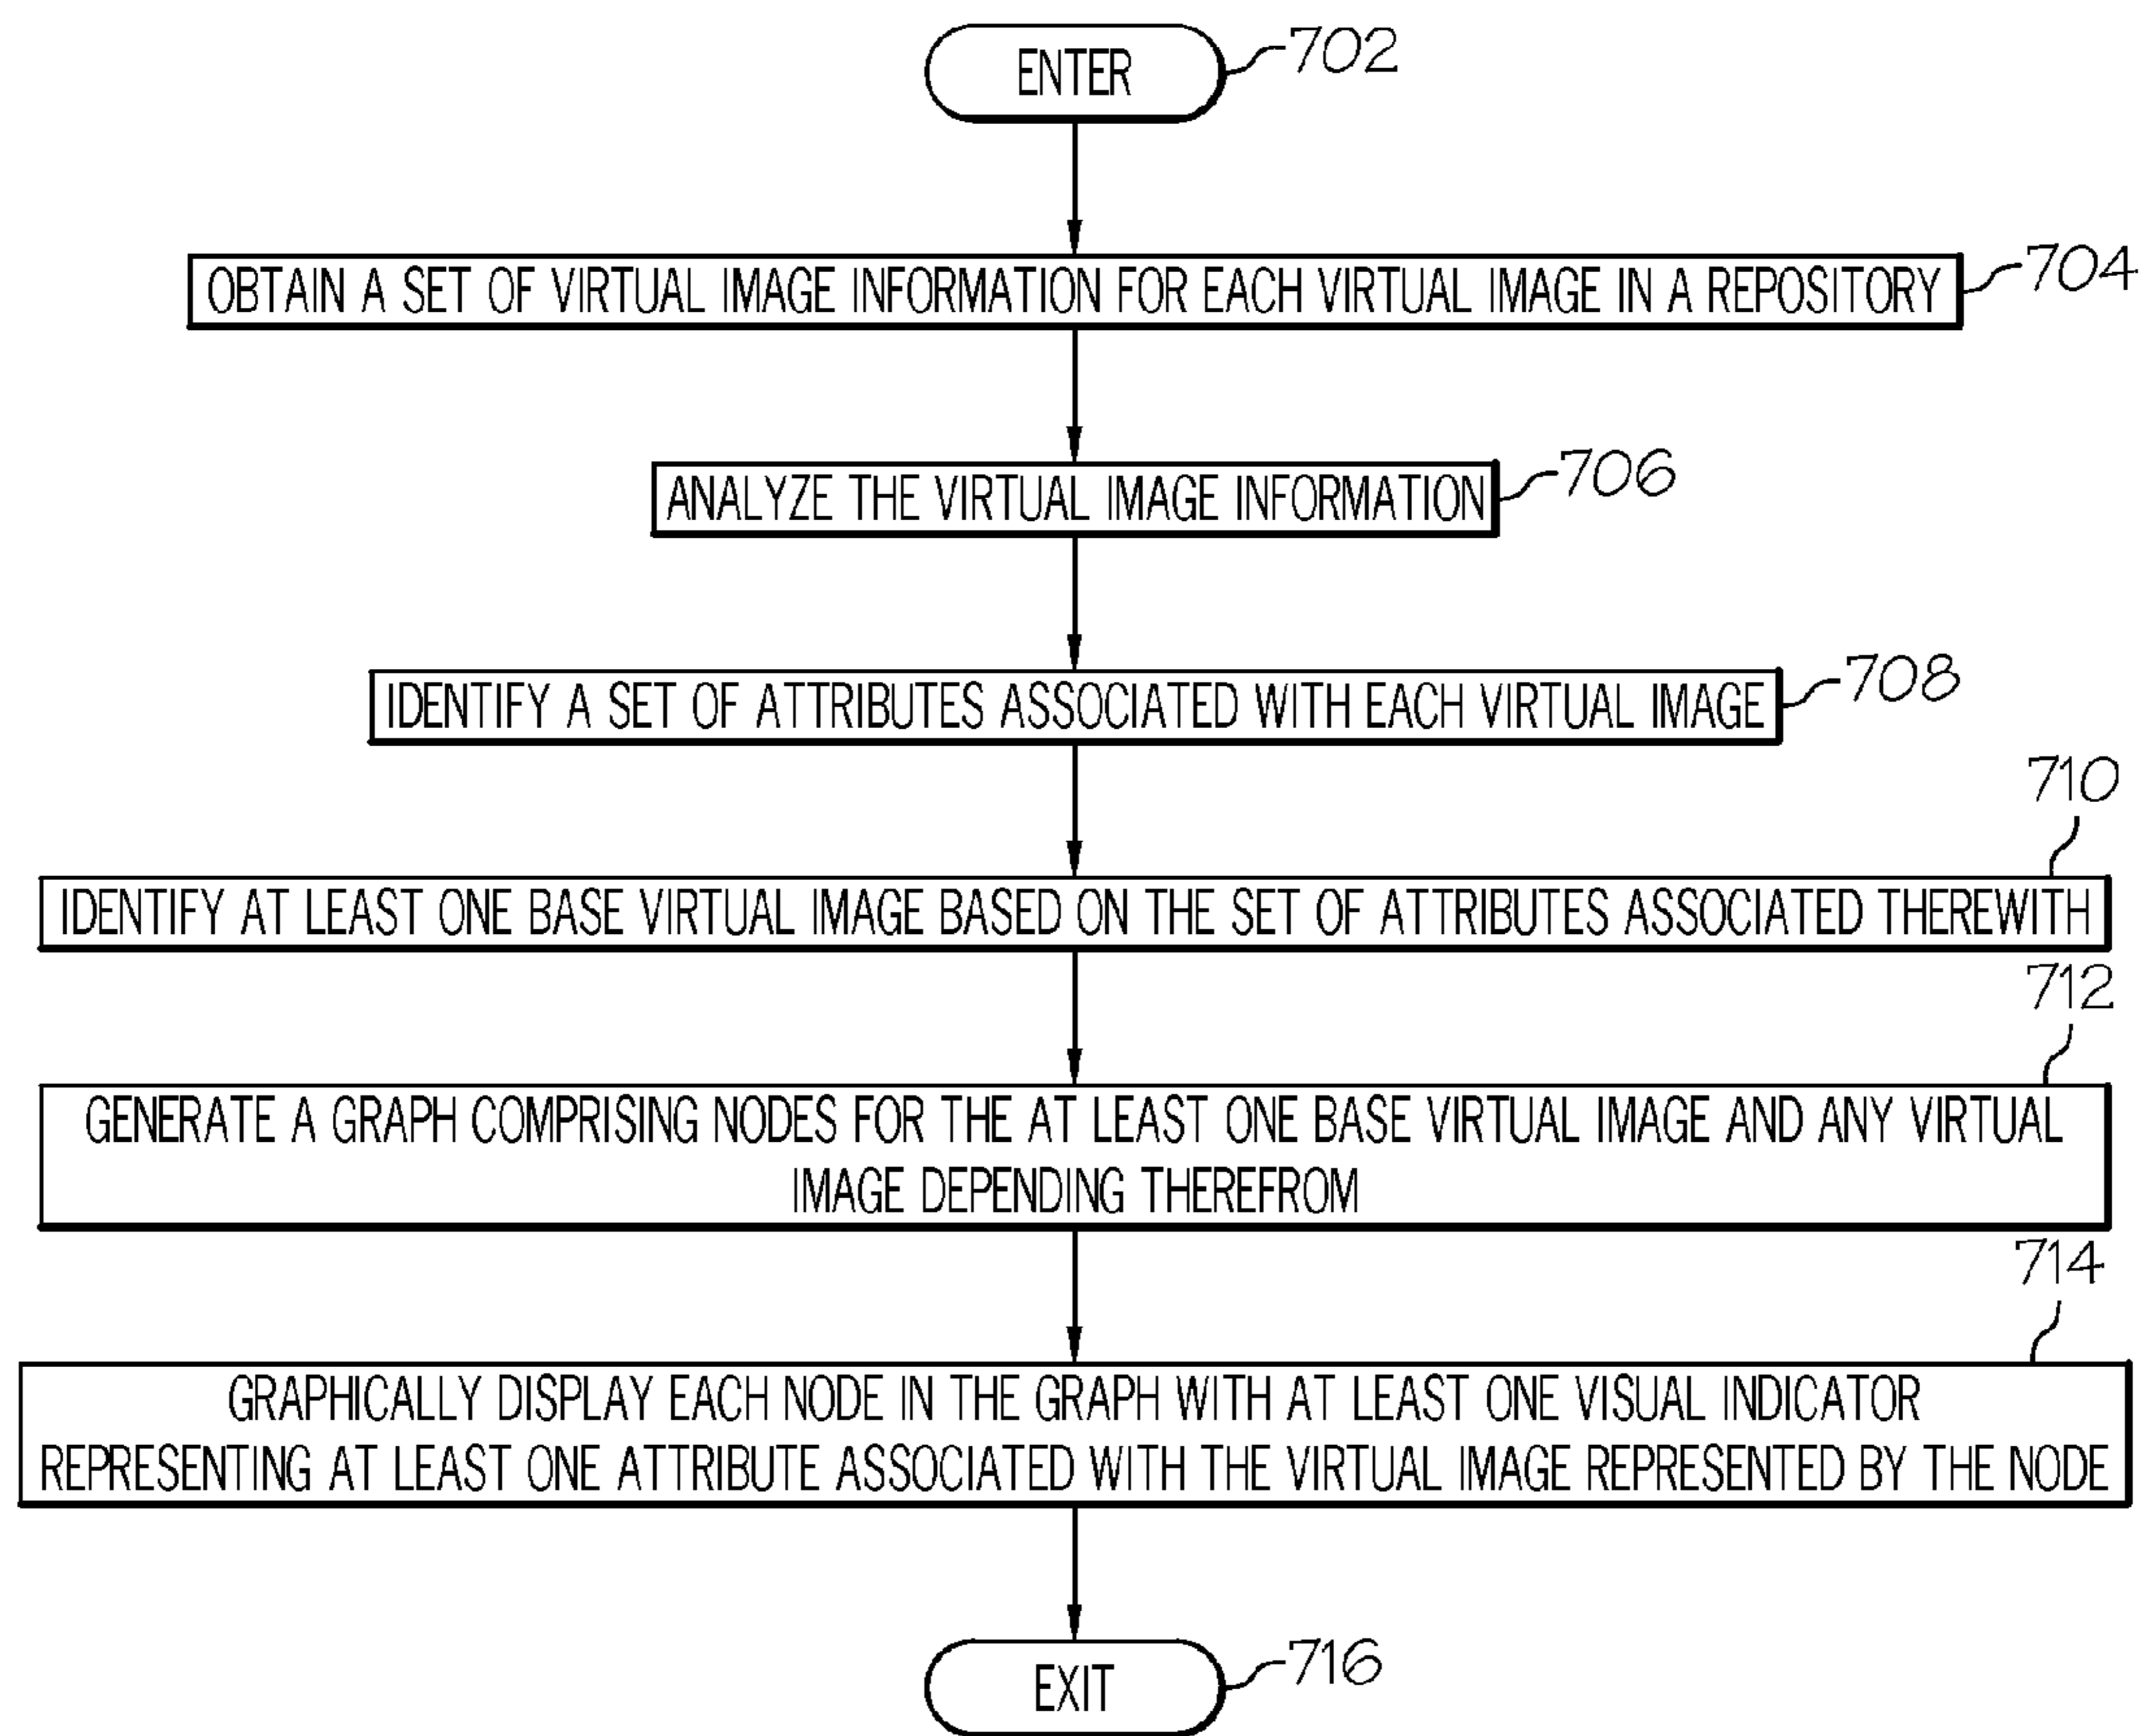 ENTER
702
OBTAIN A SET OF VIRTUAL IMAGE INFORMATION FOR EACH VIRTUAL IMAGE IN A REPOSITORY
704
ANALYZE THE VIRTUAL IMAGE INFORMATION
706
IDENTIFY A SET OF ATTRIBUTES ASSOCIATED WITH EACH VIRTUAL IMAGE
708
710
IDENTIFY AT LEAST ONE BASE VIRTUAL IMAGE BASED ON THE SET OF ATTRIBUTES ASSOCIATED THEREWITH
712
GENERATE A GRAPH COMPRISING NODES FOR THE AT LEAST ONE BASE VIRTUAL IMAGE AND ANY VIRTUAL
IMAGE DEPENDING THEREFROM
714
GRAPHICALLY DISPLAY EACH NODE IN THE GRAPH WITH AT LEAST ONE VISUAL INDICATOR
REPRESENTING AT LEAST ONE ATTRIBUTE ASSOCIATED WITH THE VIRTUAL IMAGE REPRESENTED BY THE NODE
EXIT
716